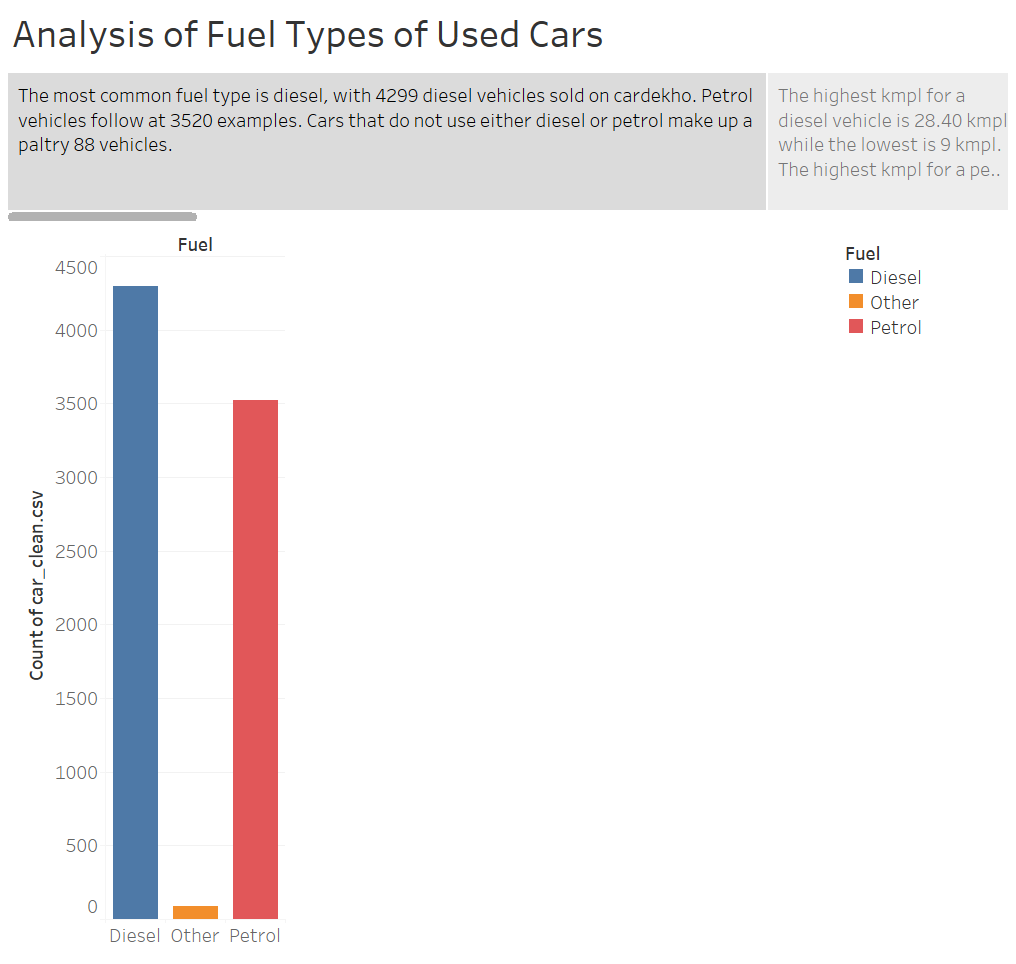 Analysis of Fuel Types of Used Cars
The most common fuel type is diesel, with 4299 diesel vehicles sold on cardekho. Petrol
vehicles follow at 3520 examples. Cars that do not use either diesel or petrol make up a
paltry 88 vehicles.
The highest kmpl for a
diesel vehicle is 28.40 kmpl
while the lowest is 9 kmpl.
The highest kmpl for a pe..
Fuel
4500
4000
3500
3000
2500
2000
1500
1000
500
0
Count of car_clean.csv
Diesel Other Petrol
Fuel
Diesel
Other
Petrol